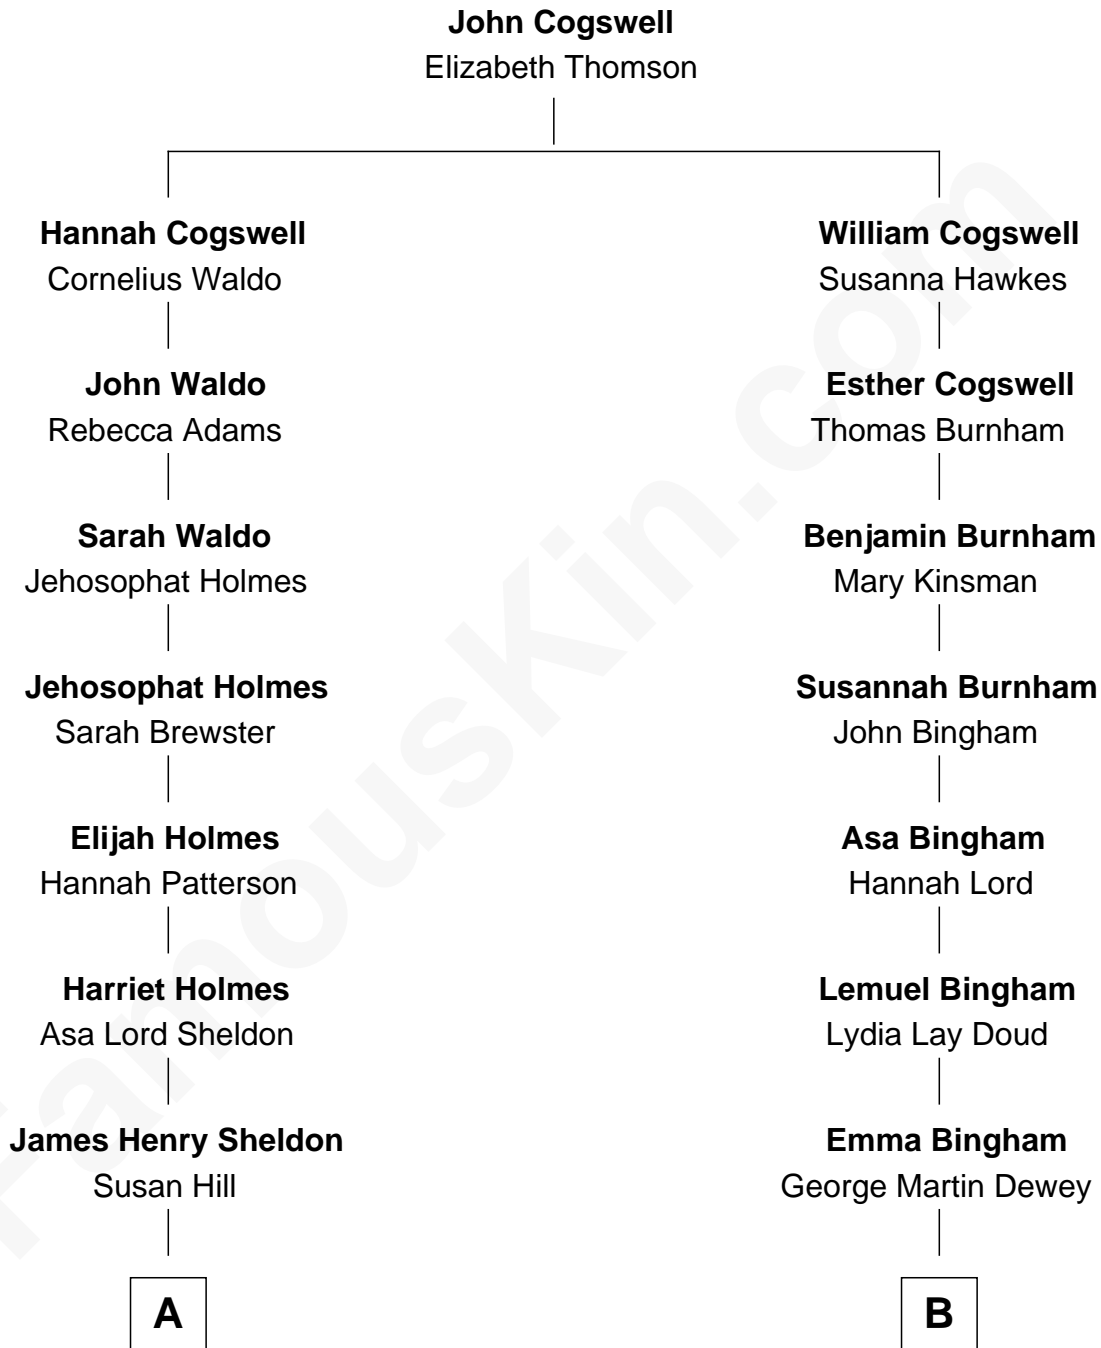 John Cogswell
Elizabeth Thomson
Hannah Cogswell
Cornelius Waldo
William Cogswell
Susanna Hawkes
John Waldo
Rebecca Adams
Esther Cogswell
Thomas Burnham
Sarah Waldo
Jehosophat Holmes
Benjamin Burnham
Mary Kinsman
Jehosophat Holmes
Sarah Brewster
Susannah Burnham
John Bingham
Elijah Holmes
Hannah Patterson
Asa Bingham
Hannah Lord
Harriet Holmes
Asa Lord Sheldon
Lemuel Bingham
Lydia Lay Doud
James Henry Sheldon
Susan Hill
Emma Bingham
George Martin Dewey
A
B
FamousKin.com